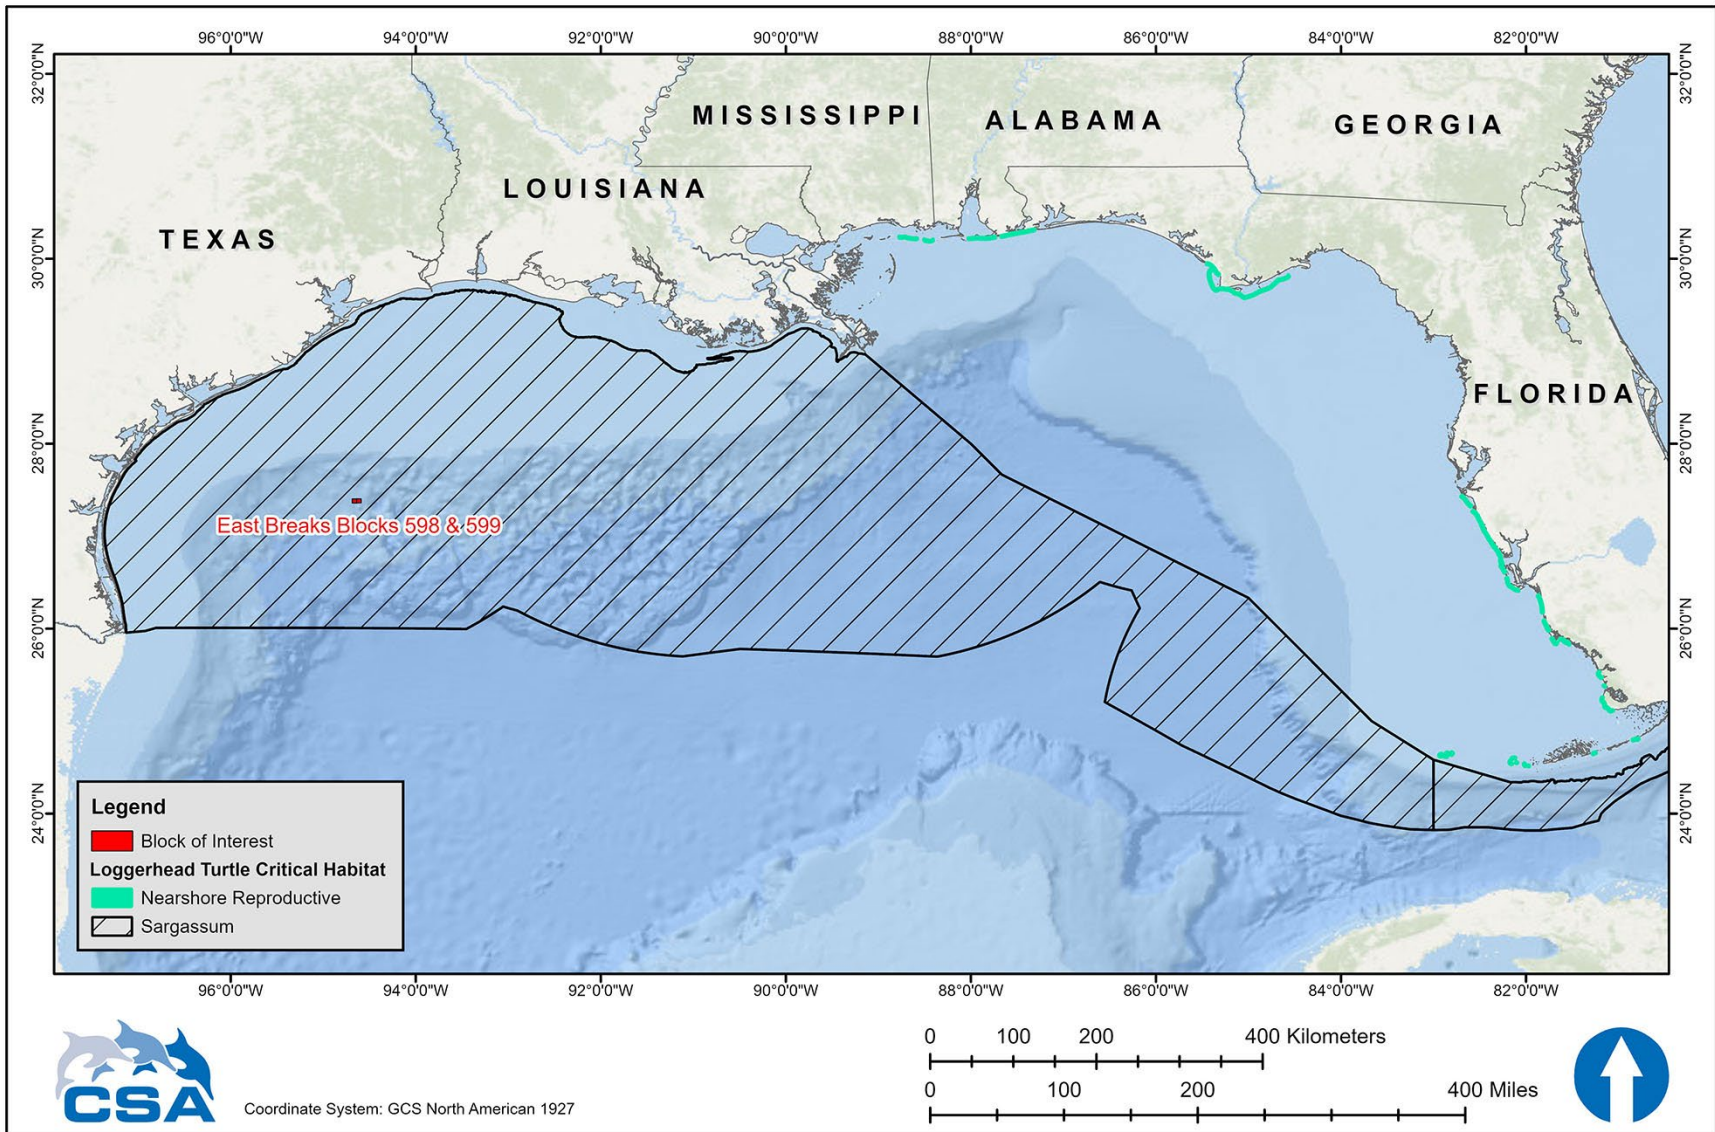 96°0'0"W 94°0'0"W 92°0'0"W 90°0'0"W 88°0'0"W 86°0'0"W 84°0'0"W 82°0'0"W
32°0'0"N 32°0'0"N
MISSISSIPPI ALABAMA GEORGIA
LOUISIANA
TEXAS
30°0'0"N 30°0'0"N
FLORIDA
28°0'0"N 28°0'0"N
East Breaks Blocks 598 & 599
26°0'0"N 26°0'0"N
24°0'0"N 24°0'0"N
Legend
Block of Interest
Loggerhead Turtle Critical Habitat
Nearshore Reproductive
Sargassum
96°0'0"W 94°0'0"W 92°0'0"W 90°0'0"W 88°0'0"W 86°0'0"W 84°0'0"W 82°0'0"W
0 100 200 400 Kilometers
0 100 200 400 Miles
CSA
Coordinate System: GCS North American 1927